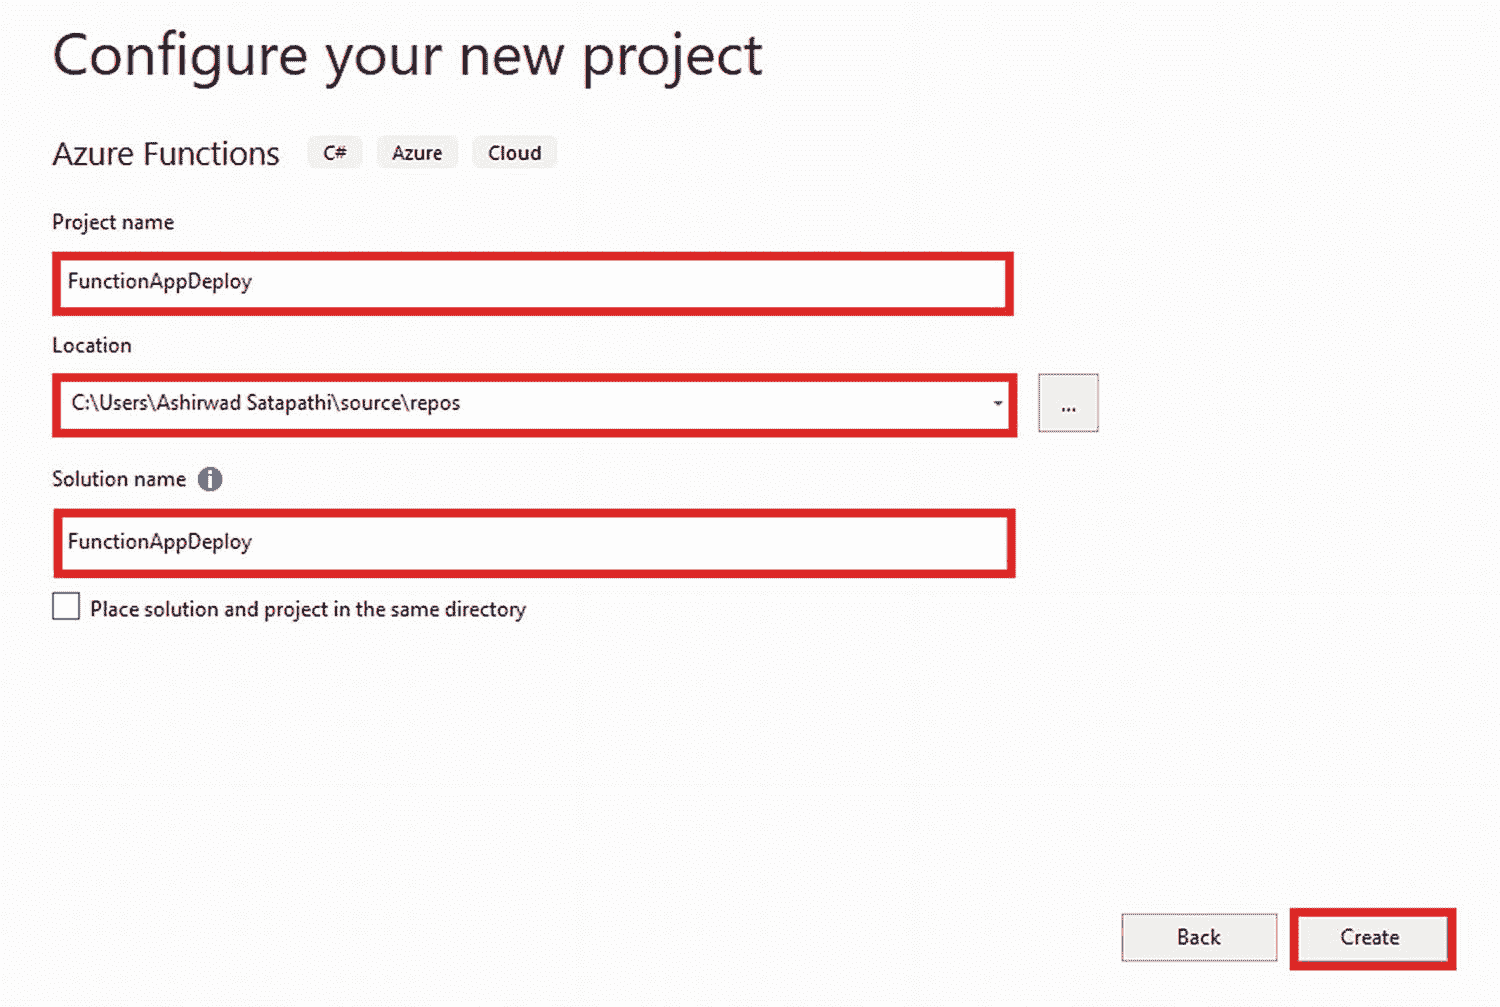 Configure your new project
Azure Functions C# Azure Cloud
Project name
FunctionAppDeploy
Location
C:\Users\Ashirwad Satapathi\source\repos
...
Solution name
FunctionAppDeploy
Place solution and project in the same directory
Back Create